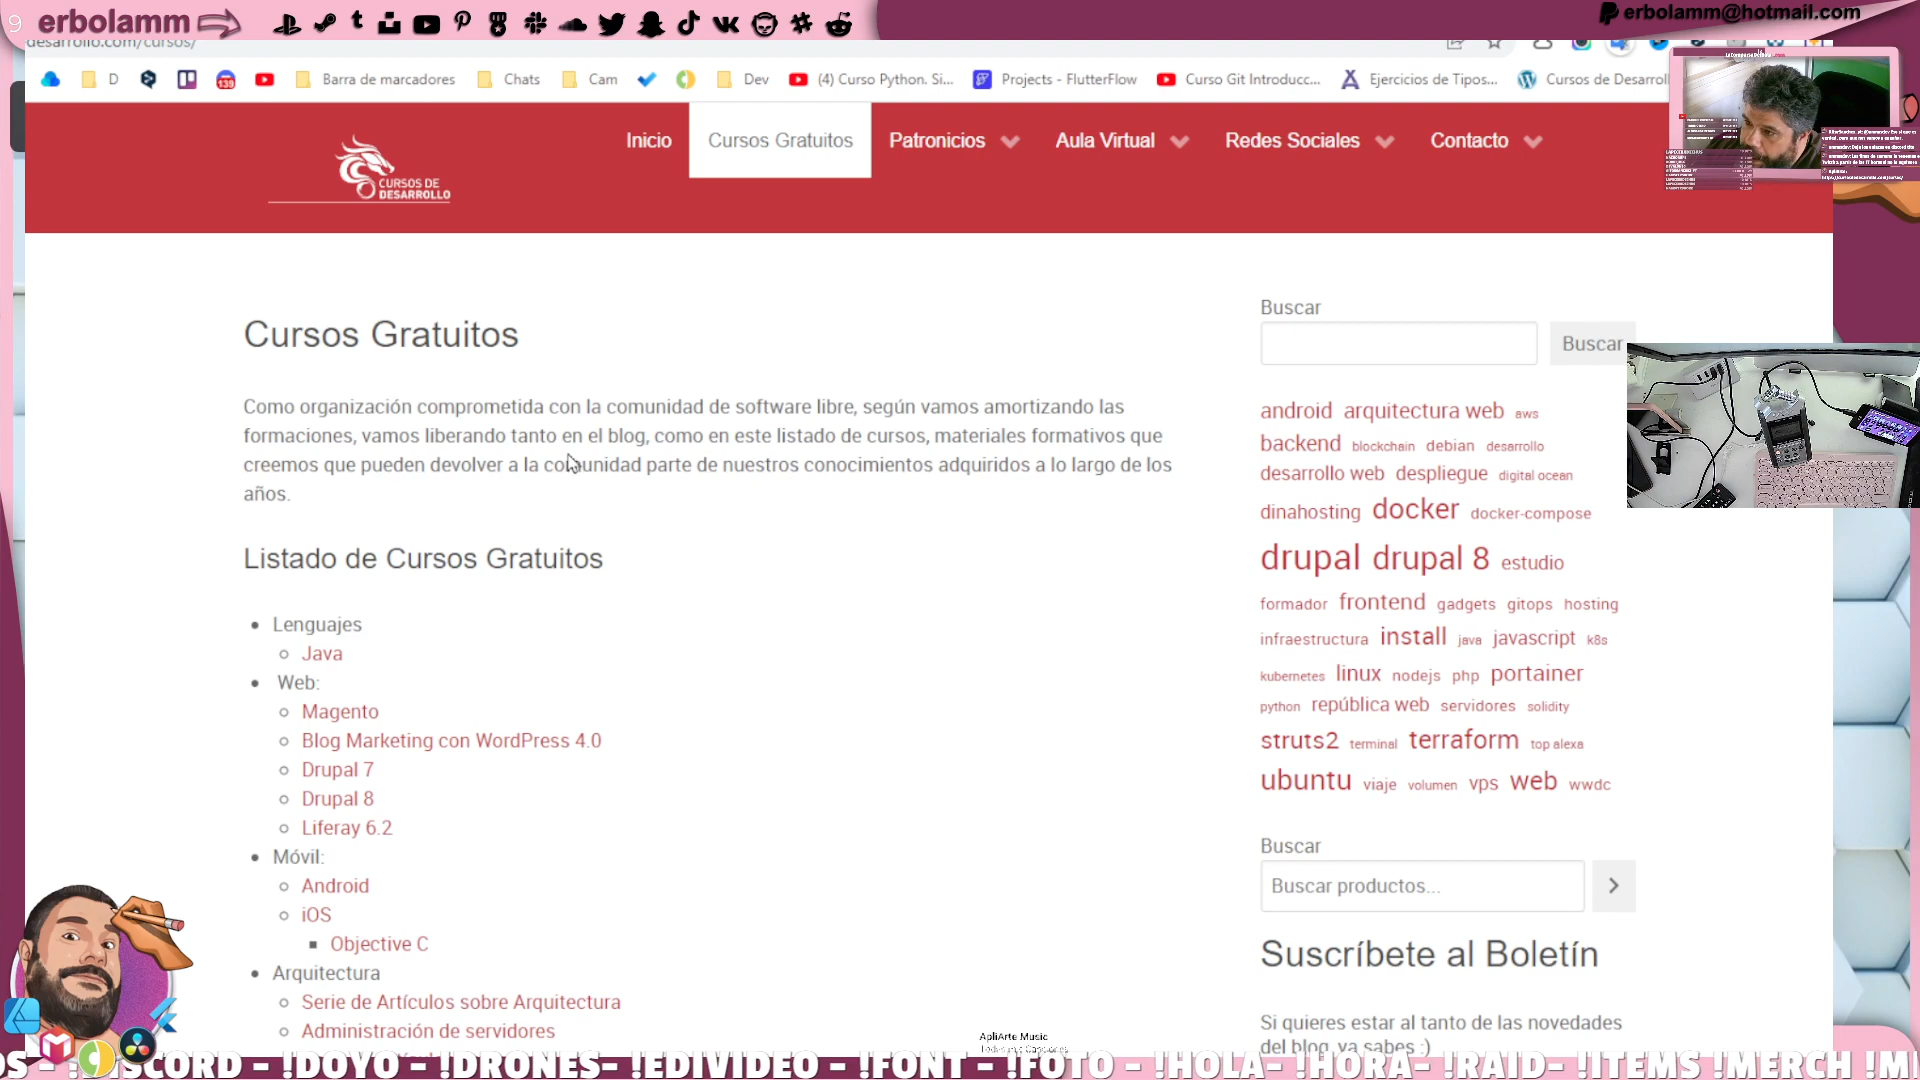 9 erbolamm
erbolamm@hotmail.com
desarrollo.com/cursos/
D
139
Barra de marcadores
Chats
Cam
Dev
(4) Curso Python. Si...
Projects - FlutterFlow
Curso Git Introducc...
Ejercicios de Tipos...
Cursos de Desarroll
CURSOS DE
DESARROLLO
Inicio
Cursos Gratuitos
Patronicios
Aula Virtual
Redes Sociales
Contacto
Cursos Gratuitos
Como organización comprometida con la comunidad de software libre, según vamos amortizando las
formaciones, vamos liberando tanto en el blog, como en este listado de cursos, materiales formativos que
creemos que pueden devolver a la comunidad parte de nuestros conocimientos adquiridos a lo largo de los
años.
Listado de Cursos Gratuitos
Lenguajes
Java
Web:
Magento
Blog Marketing con WordPress 4.0
Drupal 7
Drupal 8
Liferay 6.2
Móvil:
Android
iOS
Objective C
Arquitectura
Serie de Artículos sobre Arquitectura
Administración de servidores
Buscar
Buscar
android arquitectura web aws
backend blockchain debian desarrollo
desarrollo web despliegue digital ocean
dinahosting docker docker-compose
drupal drupal 8 estudio
formador frontend gadgets gitops hosting
infraestructura install java javascript k8s
kubernetes linux nodejs php portainer
python república web servidores solidity
struts2 terminal terraform top alexa
ubuntu viaje volumen vps web wwdc
Buscar
Buscar productos...
Suscríbete al Boletín
Si quieres estar al tanto de las novedades
del blog, ya sabes :)
ApliArte Music
OS - !DISCORD - !DOYO - !DRONES- !EDIVIDEO - !FONT - !FOTO - !HOLA- !HORA- !RAID- !ITEMS !MERCH !MI